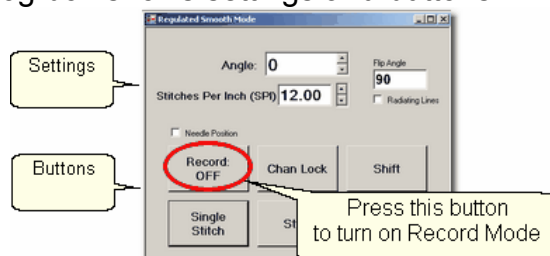 Regulated Smooth Mode
Settings
Angle: 0
Flip Angle
90
Stitches Per Inch (SPI) 12.00
Radiating Lines
Needle Position
Buttons
Record:
OFF
Chan Lock
Shift
Press this button
to turn on Record Mode
Single
Stitch
St